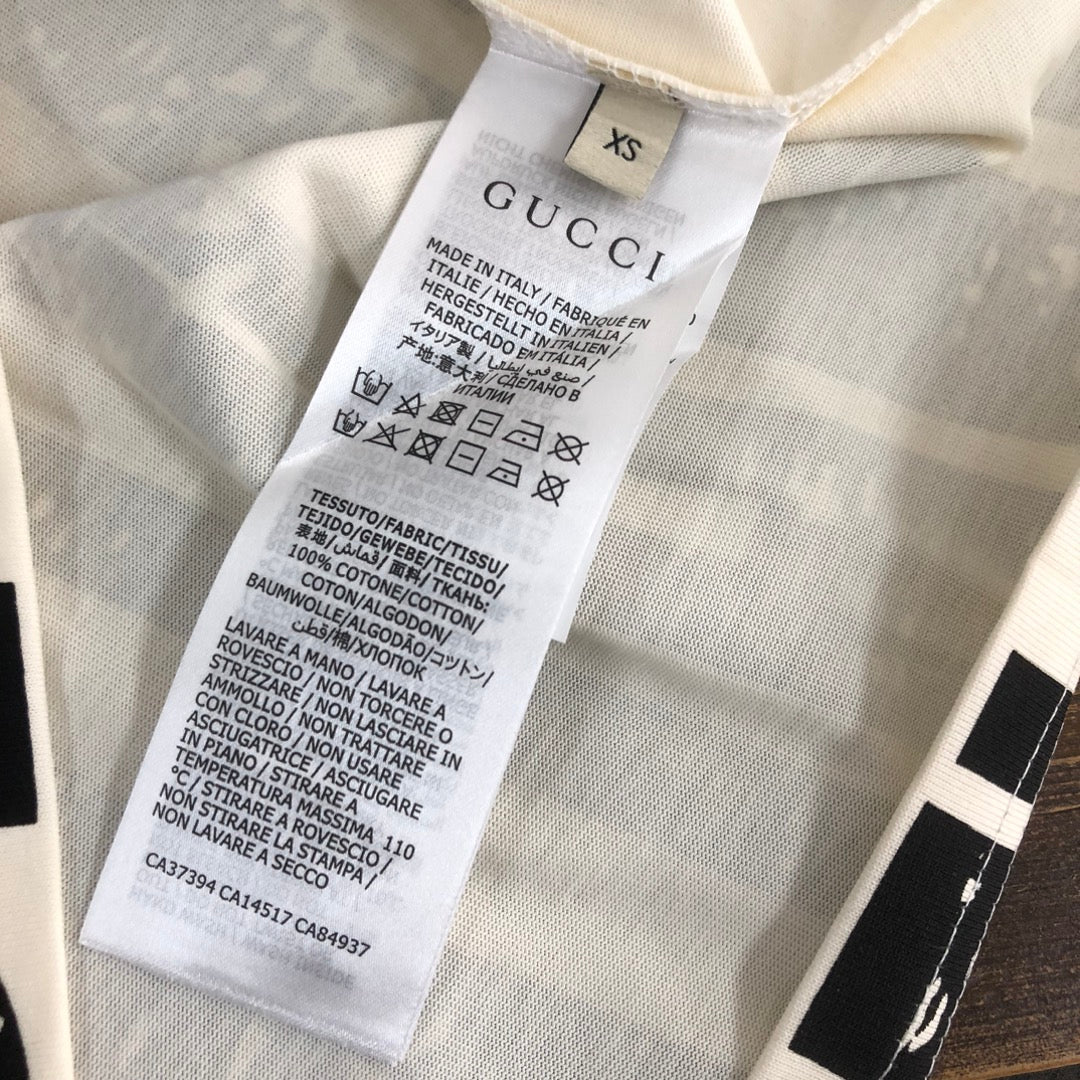 XS
GUCCI
MADE IN ITALY / FABRIQUÉ EN
ITALIE / HECHO EN ITALIA /
HERGESTELLT IN ITALIEN /
FABRICADO EM ITÁLIA /
イタリア製 / صنع في إيطاليا /
产地:意大利 / СДЕЛАНО В
ИТАЛИИ
TESSUTO/FABRIC/TISSU/
TEJIDO/GEWEBE/TECIDO/
表地/قماش/面料/ТКАНЬ:
100% COTONE/COTTON/
COTON/ALGODON/
BAUMWOLLE/ALGODÃO/コットン/
قطن/棉/ХЛОПОК
LAVARE A MANO / LAVARE A
ROVESCIO / NON TORCERE O
STRIZZARE / NON LASCIARE IN
AMMOLLO / NON TRATTARE
CON CLORO / NON USARE
ASCIUGATRICE / ASCIUGARE
IN PIANO / STIRARE A
TEMPERATURA MASSIMA 110
°C / STIRARE A ROVESCIO /
NON STIRARE LA STAMPA /
NON LAVARE A SECCO
CA37394 CA14517 CA84937